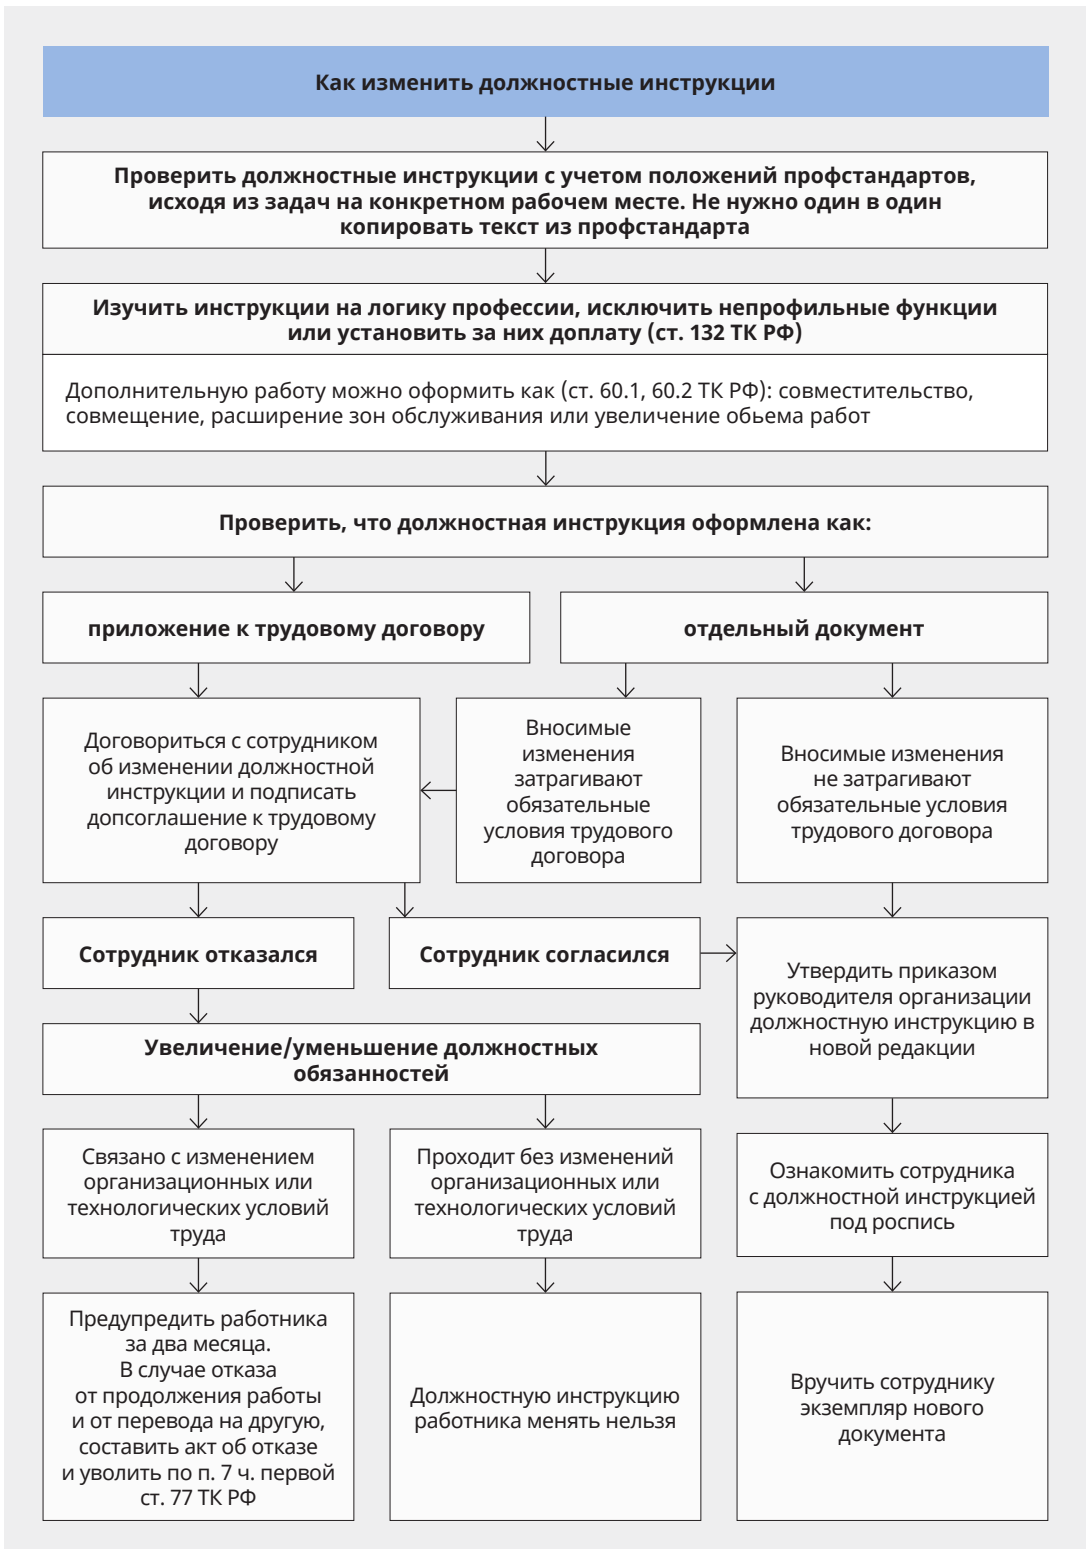 Как изменить должностные инструкции
Проверить должностные инструкции с учетом положений профстандартов,
исходя из задач на конкретном рабочем месте. Не нужно один в один
копировать текст из профстандарта
Изучить инструкции на логику профессии, исключить непрофильные функции
или установить за них доплату (ст. 132 ТК РФ)
Дополнительную работу можно оформить как (ст. 60.1, 60.2 ТК РФ): совместительство,
совмещение, расширение зон обслуживания или увеличение обьема работ
Проверить, что должностная инструкция оформлена как:
приложение к трудовому договору
отдельный документ
Договориться с сотрудником
об изменении должностной
инструкции и подписать
допсоглашение к трудовому
договору
Вносимые
изменения
затрагивают
обязательные
условия трудового
договора
Вносимые изменения
не затрагивают
обязательные условия
трудового договора
Сотрудник отказался
Сотрудник согласился
Утвердить приказом
руководителя организации
должностную инструкцию в
новой редакции
Увеличение/уменьшение должностных
обязанностей
Связано с изменением
организационных или
технологических условий
труда
Проходит без изменений
организационных или
технологических условий
труда
Ознакомить сотрудника
с должностной инструкцией
под роспись
Предупредить работника
за два месяца.
В случае отказа
от продолжения работы
и от перевода на другую,
составить акт об отказе
и уволить по п. 7 ч. первой
ст. 77 ТК РФ
Должностную инструкцию
работника менять нельзя
Вручить сотруднику
экземпляр нового
документа